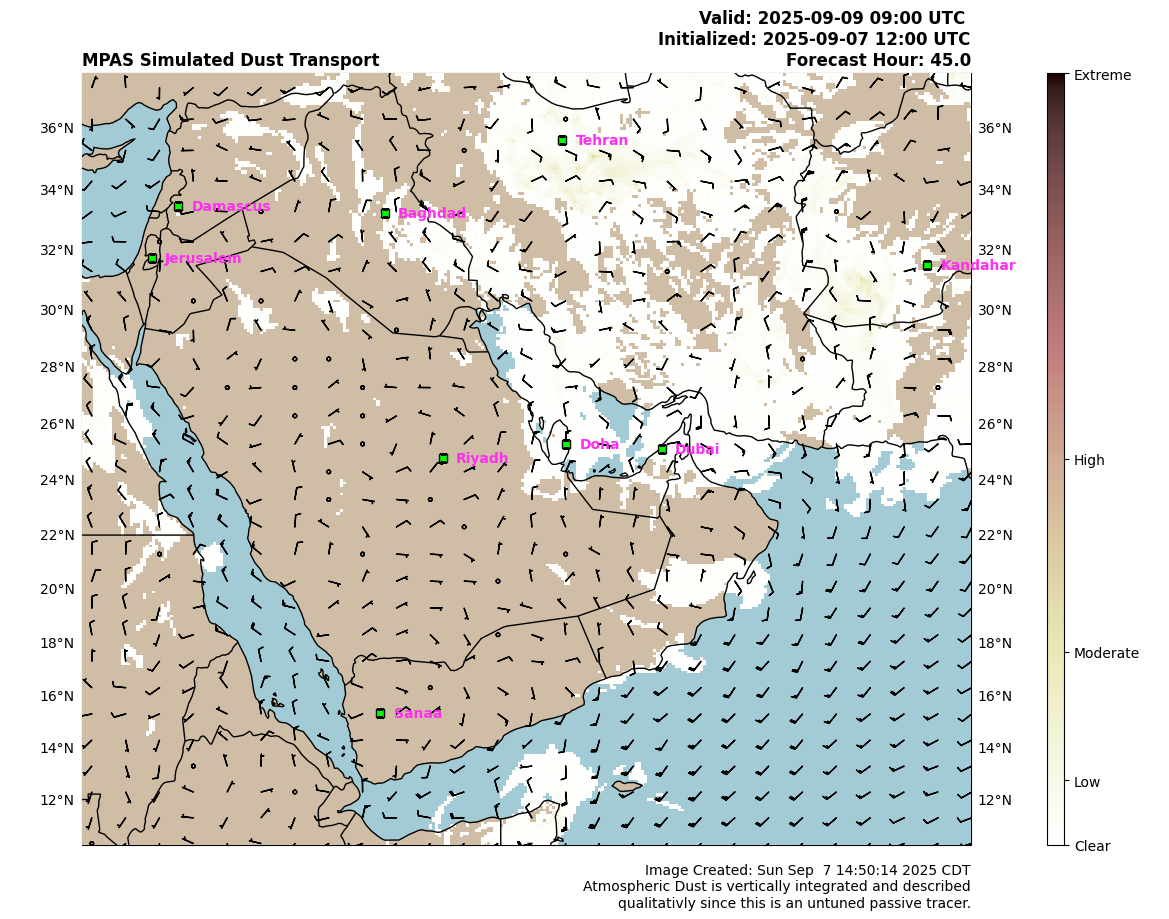 Valid: 2025-09-09 09:00 UTC
Initialized: 2025-09-07 12:00 UTC
MPAS Simulated Dust Transport
Forecast Hour: 45.0
Extreme
36°N
36°N
Tehran
34°N
34°N
Damascus
Baghdad
32°N
32°N
Jerusalem
Kandahar
30°N
30°N
28°N
28°N
26°N
26°N
Doha
Dubai
Riyadh
High
24°N
24°N
22°N
22°N
20°N
20°N
18°N
18°N
Moderate
16°N
16°N
Sanaa
14°N
14°N
Low
12°N
12°N
Clear
Image Created: Sun Sep  7 14:50:14 2025 CDT
Atmospheric Dust is vertically integrated and described
qualitativly since this is an untuned passive tracer.